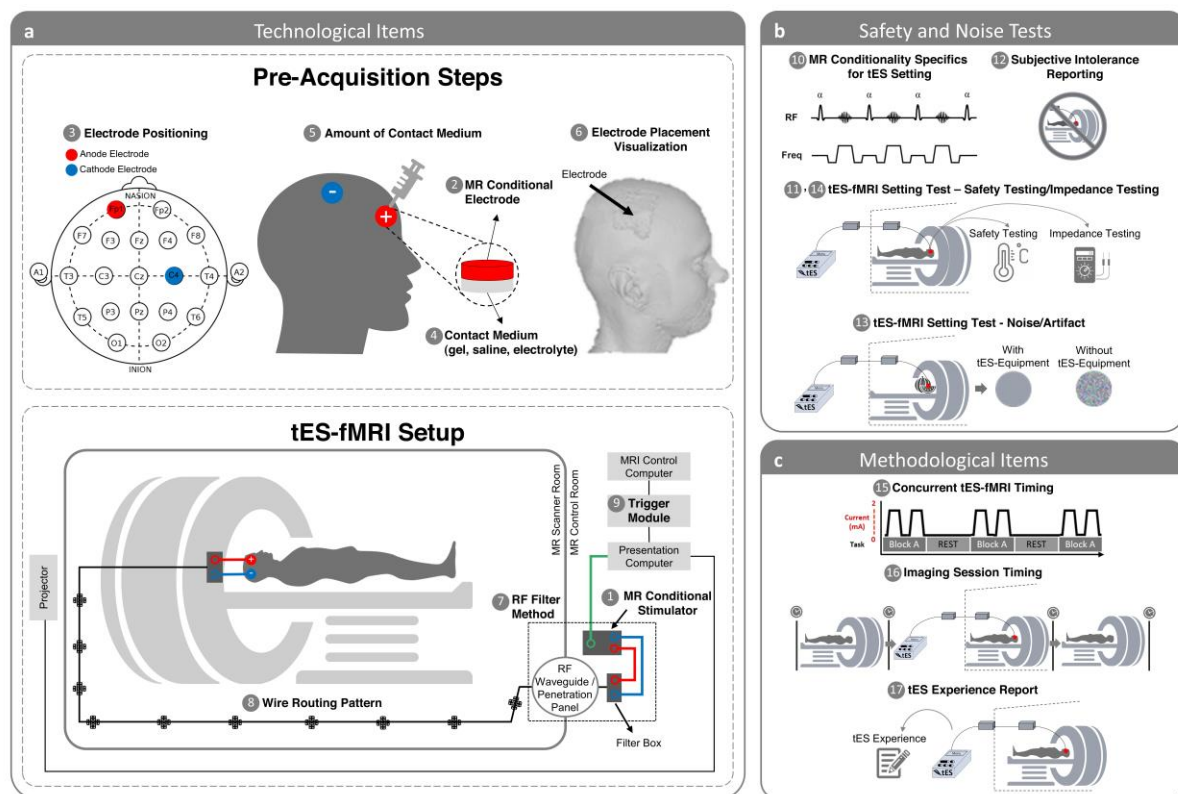 a Technological Items
Pre-Acquisition Steps
3 Electrode Positioning
Anode Electrode
Cathode Electrode
NASION
Fp1 Fp2
F7 F3 Fz F4 F8
A1 T3 C3 Cz C4 T4 A2
T5 P3 Pz P4 T6
O1 O2
INION
5 Amount of Contact Medium
-
+
2 MR Conditional
Electrode
4 Contact Medium
(gel, saline, electrolyte)
6 Electrode Placement
Visualization
Electrode
tES-fMRI Setup
Projector
+
-
8 Wire Routing Pattern
MR Scanner Room
MR Control Room
MRI Control
Computer
9 Trigger
Module
Presentation
Computer
7 RF Filter
Method
1 MR Conditional
Stimulator
RF
Waveguide /
Penetration
Panel
Filter Box
b Safety and Noise Tests
10 MR Conditionality Specifics
for tES Setting
α α α α
RF
Freq
12 Subjective Intolerance
Reporting
11 - 14 tES-fMRI Setting Test – Safety Testing/Impedance Testing
tES
Safety Testing
°C
Impedance Testing
13 tES-fMRI Setting Test - Noise/Artifact
tES
With
tES-Equipment
Without
tES-Equipment
c Methodological Items
15 Concurrent tES-fMRI Timing
2
Current
(mA)
0
Task Block A REST Block A REST Block A
16 Imaging Session Timing
tES
17 tES Experience Report
tES Experience
tES